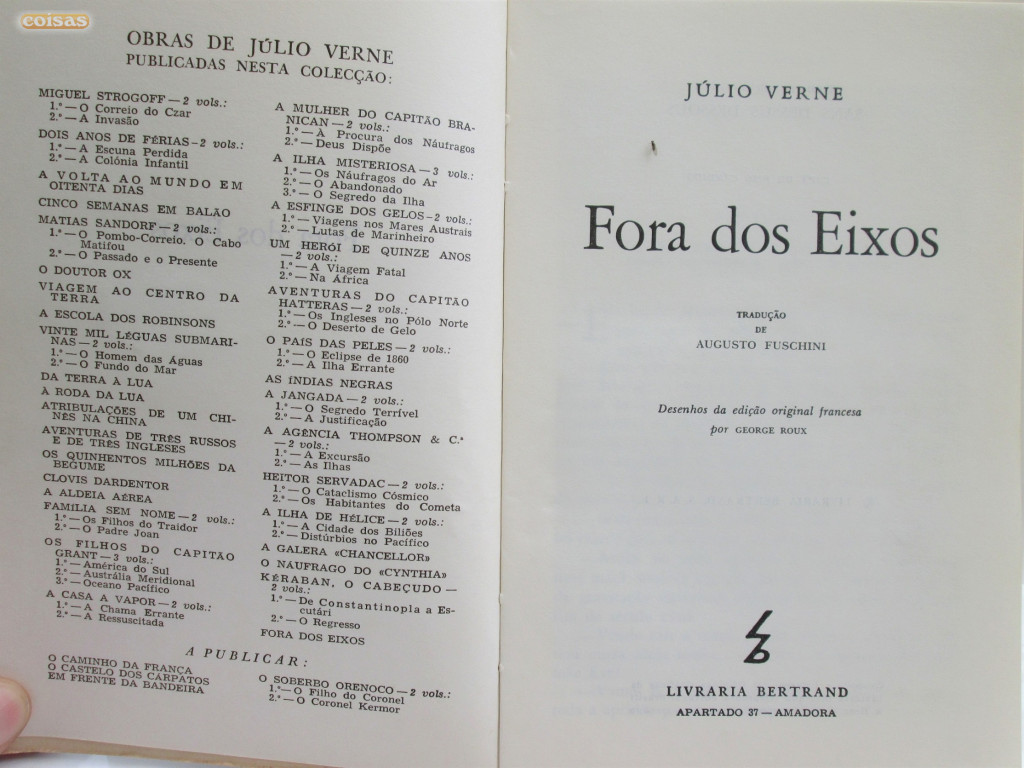 coisas
OBRAS DE JÚLIO VERNE
PUBLICADAS NESTA COLECÇÃO:
MIGUEL STROGOFF — 2 vols.:
1.º — O Correio do Czar
2.º — A Invasão
DOIS ANOS DE FÉRIAS — 2 vols.:
1.º — A Escuna Perdida
2.º — A Colónia Infantil
A VOLTA AO MUNDO EM
OITENTA DIAS
CINCO SEMANAS EM BALÃO
MATIAS SANDORF — 2 vols.:
1.º — O Pombo-Correio. O Cabo
Matifou
2.º — O Passado e o Presente
O DOUTOR OX
VIAGEM AO CENTRO DA
TERRA
A ESCOLA DOS ROBINSONS
VINTE MIL LÉGUAS SUBMARI-
NAS — 2 vols.:
1.º — O Homem das Águas
2.º — O Fundo do Mar
DA TERRA À LUA
À RODA DA LUA
ATRIBULAÇÕES DE UM CHI-
NÊS NA CHINA
AVENTURAS DE TRÊS RUSSOS
E DE TRÊS INGLESES
OS QUINHENTOS MILHÕES DA
BEGUME
CLOVIS DARDENTOR
A ALDEIA AÉREA
FAMILIA SEM NOME — 2 vols.:
1.º — Os Filhos do Traidor
2.º — O Padre Joan
OS FILHOS DO CAPITÃO
GRANT — 3 vols.:
1.º — América do Sul
2.º — Austrália Meridional
3.º — Oceano Pacífico
A CASA A VAPOR — 2 vols.:
1.º — A Chama Errante
2.º — A Ressuscitada
A MULHER DO CAPITÃO BRA-
NICAN — 2 vols.:
1.º — À Procura dos Náufragos
2.º — Deus Dispõe
A ILHA MISTERIOSA — 3 vols.:
1.º — Os Náufragos do Ar
2.º — O Abandonado
3.º — O Segredo da Ilha
A ESFINGE DOS GELOS — 2 vols.:
1.º — Viagens nos Mares Austrais
2.º — Lutas de Marinheiro
UM HERÓI DE QUINZE ANOS
— 2 vols.:
1.º — A Viagem Fatal
2.º — Na África
AVENTURAS DO CAPITÃO
HATTERAS — 2 vols.:
1.º — Os Ingleses no Pólo Norte
2.º — O Deserto de Gelo
O PAÍS DAS PELES — 2 vols.:
1.º — O Eclipse de 1860
2.º — A Ilha Errante
AS ÍNDIAS NEGRAS
A JANGADA — 2 vols.:
1.º — O Segredo Terrível
2.º — A Justificação
A AGÊNCIA THOMPSON & C.ª
— 2 vols.:
1.º — A Excursão
2.º — As Ilhas
HEITOR SERVADAC — 2 vols.:
1.º — O Cataclismo Cósmico
2.º — Os Habitantes do Cometa
A ILHA DE HÉLICE — 2 vols.:
1.º — A Cidade dos Biliões
2.º — Distúrbios no Pacífico
A GALERA «CHANCELLOR»
O NÁUFRAGO DO «CYNTHIA»
KÉRABAN, O CABEÇUDO —
2 vols.:
1.º — De Constantinopla a Es-
cutári
2.º — O Regresso
FORA DOS EIXOS
A PUBLICAR:
O CAMINHO DA FRANÇA
O CASTELO DOS CÁRPATOS
EM FRENTE DA BANDEIRA
O SOBERBO ORENOCO — 2 vols.:
1.º — O Filho do Coronel
2.º — O Coronel Kermor
JÚLIO VERNE
Fora dos Eixos
TRADUÇÃO
DE
AUGUSTO FUSCHINI
Desenhos da edição original francesa
por GEORGE ROUX
LIVRARIA BERTRAND
APARTADO 37 — AMADORA